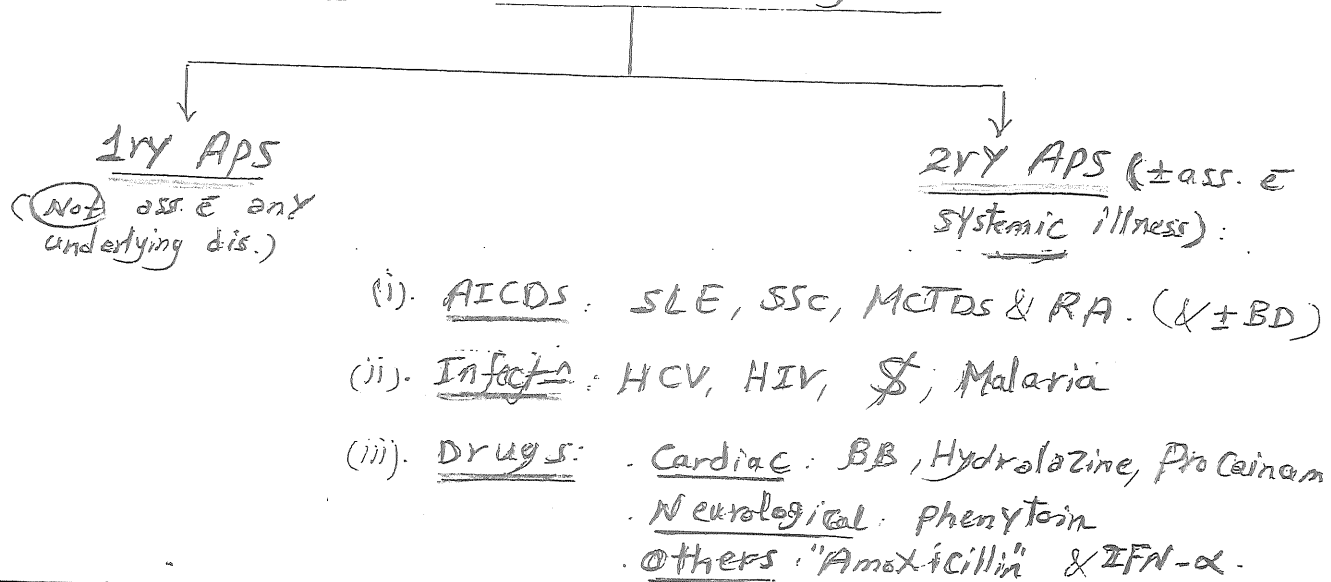 1ry APS
(Not ass. c̄ any
underlying dis.)
2ry APS (±ass. c̄
systemic illness):
(i). AICDS: SLE, SSc, MCTDS & RA. (& ± BD)
(ii). Infectn: HCV, HIV, $, Malaria
(iii). Drugs: . Cardiac: BB, Hydralazine, Procainam
. Neurological: phenytoin
. others: "Amoxicillin" & IFN-α.